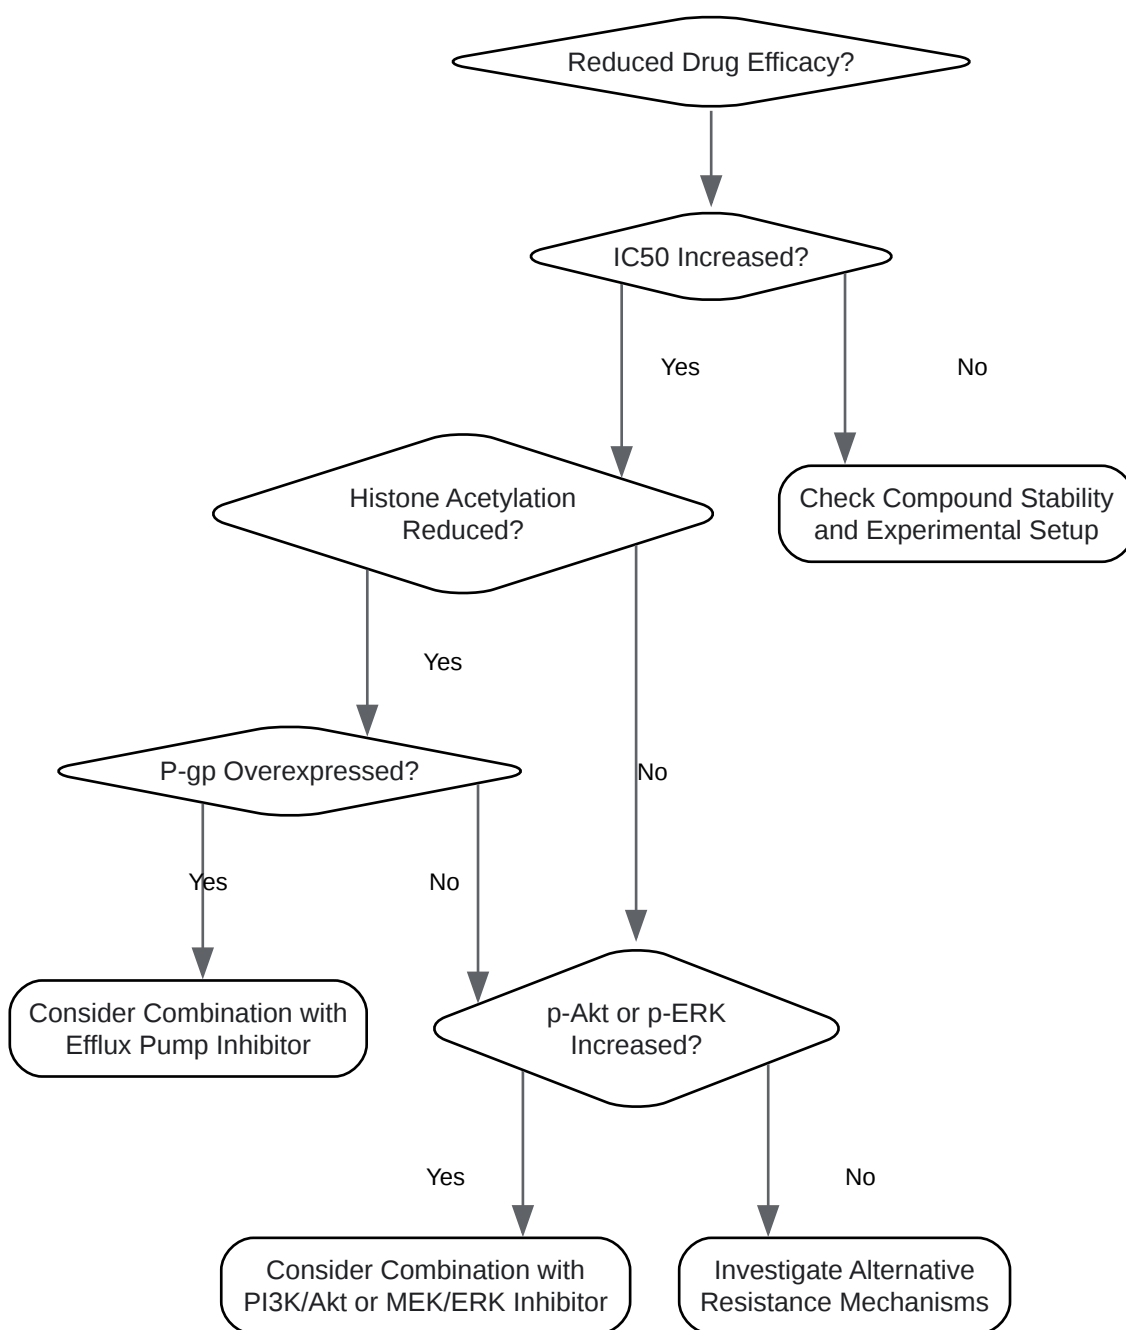 Reduced Drug Efficacy?
IC50 Increased?
Yes
No
Histone Acetylation
Reduced?
Check Compound Stability
and Experimental Setup
Yes
P-gp Overexpressed?
No
Yes
No
Consider Combination with
Efflux Pump Inhibitor
p-Akt or p-ERK
Increased?
Yes
No
Consider Combination with
PI3K/Akt or MEK/ERK Inhibitor
Investigate Alternative
Resistance Mechanisms